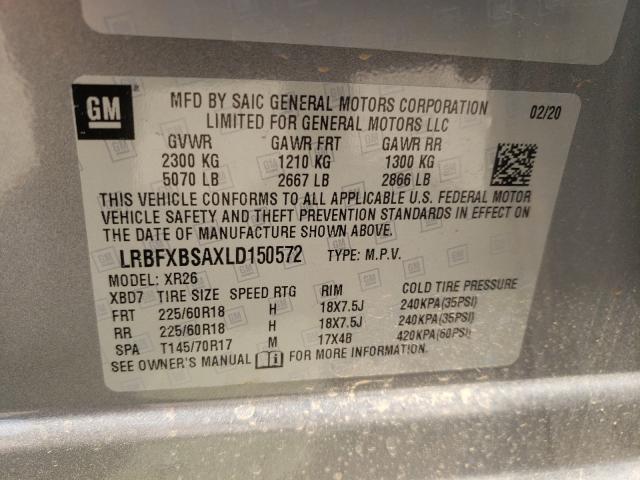 GM
MFD BY SAIC GENERAL MOTORS CORPORATION 02/20
LIMITED FOR GENERAL MOTORS LLC
GVWR GAWR FRT GAWR RR
2300 KG 1210 KG 1300 KG
5070 LB 2667 LB 2866 LB
THIS VEHICLE CONFORMS TO ALL APPLICABLE U.S. FEDERAL MOTOR
VEHICLE SAFETY AND THEFT PREVENTION STANDARDS IN EFFECT ON
THE DATE OF MANUFACTURE SHOWN ABOVE.
LRBFXBSAXLD150572 TYPE: M.P.V.
MODEL: XR26
XBD7 TIRE SIZE SPEED RTG RIM COLD TIRE PRESSURE
FRT 225/60R18 H 18X7.5J 240KPA(35PSI)
RR 225/60R18 H 18X7.5J 240KPA(35PSI)
SPA T145/70R17 M 17X4B 420KPA(60PSI)
SEE OWNER'S MANUAL FOR MORE INFORMATION.